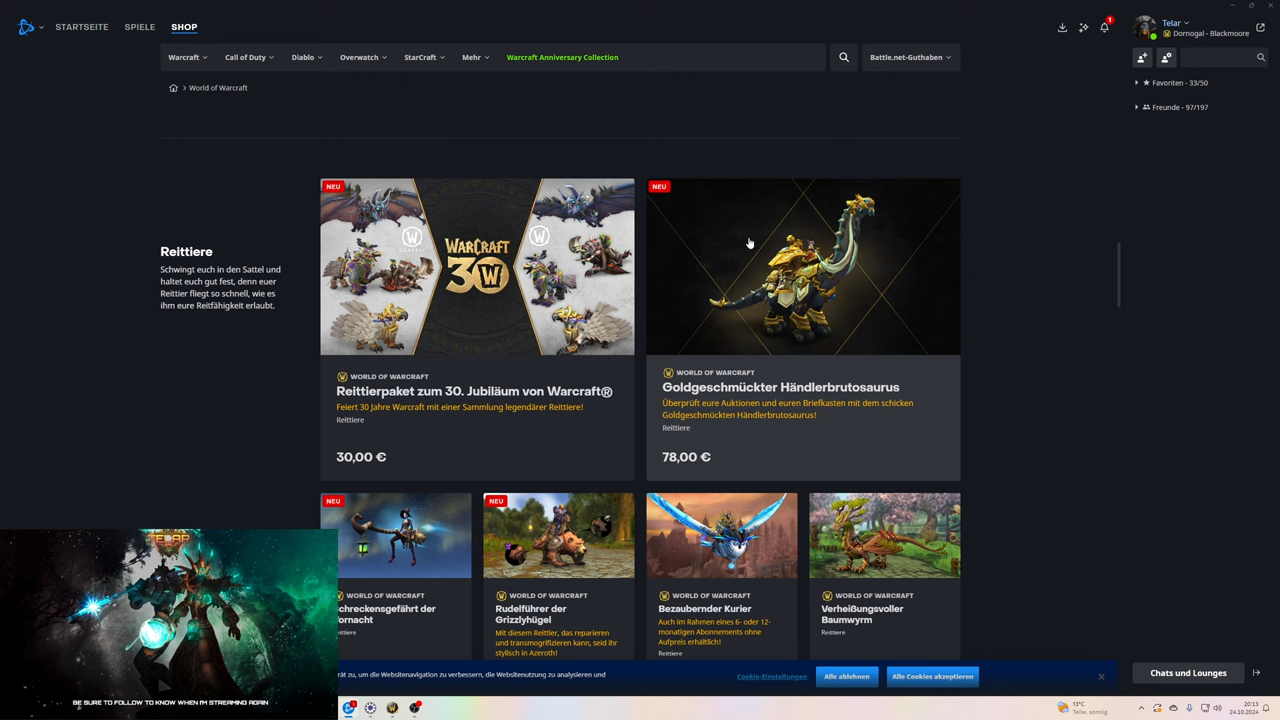 STARTSEITE SPIELE SHOP
1
Telar
Dornogal - Blackmoore
Warcraft Call of Duty Diablo Overwatch StarCraft Mehr Warcraft Anniversary Collection Battle.net-Guthaben
World of Warcraft
Favoriten - 33/50
Freunde - 97/197
Reittiere
Schwingt euch in den Sattel und
haltet euch gut fest, denn euer
Reittier fliegt so schnell, wie es
ihm eure Reitfähigkeit erlaubt.
NEU
WARCRAFT
30
WORLD OF WARCRAFT
Reittierpaket zum 30. Jubiläum von Warcraft®
Feiert 30 Jahre Warcraft mit einer Sammlung legendärer Reittiere!
Reittiere
30,00 €
NEU
WORLD OF WARCRAFT
Goldgeschmückter Händlerbrutosaurus
Überprüft eure Auktionen und euren Briefkasten mit dem schicken
Goldgeschmückten Händlerbrutosaurus!
Reittiere
78,00 €
NEU
WORLD OF WARCRAFT
chreckensgefährt der
ornacht
eittiere
NEU
WORLD OF WARCRAFT
Rudelführer der
Grizzlyhügel
Mit diesem Reittier, das reparieren
und transmogrifizieren kann, seid ihr
stylisch in Azeroth!
WORLD OF WARCRAFT
Bezaubernder Kurier
Auch im Rahmen eines 6- oder 12-
monatigen Abonnements ohne
Aufpreis erhältlich!
Reittiere
WORLD OF WARCRAFT
Verheißungsvoller
Baumwyrm
Reittiere
TELAR
BE SURE TO FOLLOW TO KNOW WHEN I'M STREAMING AGAIN
rät zu, um die Websitenavigation zu verbessern, die Websitenutzung zu analysieren und
Cookie-Einstellungen Alle ablehnen Alle Cookies akzeptieren
Chats und Lounges
13°C
Teilw. sonnig
20:13
24.10.2024